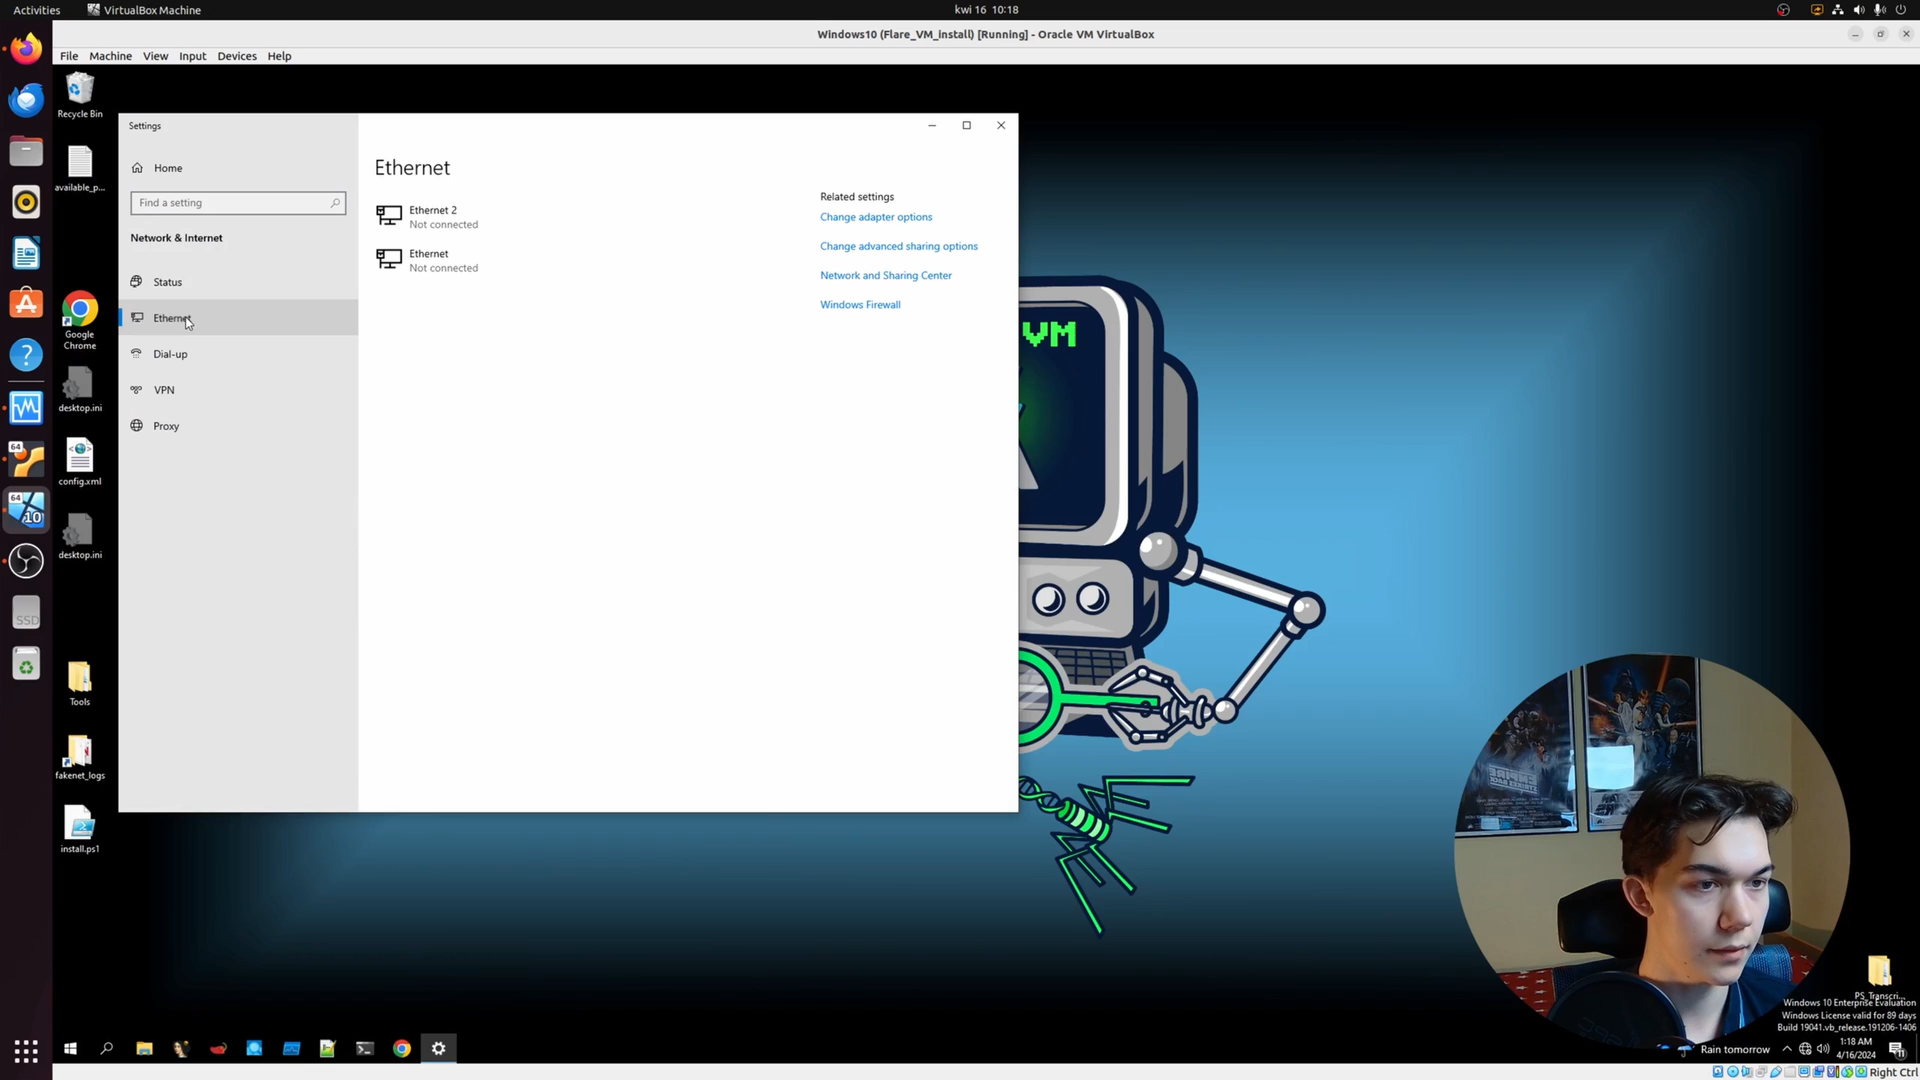 Activities
VirtualBox Machine
kwi 16 10:18
Windows10 (Flare_VM_install) [Running] - Oracle VM VirtualBox
File Machine View Input Devices Help
Recycle Bin
available_p...
Google
Chrome
desktop.ini
config.xml
desktop.ini
Tools
fakenet_logs
install.ps1
64
64
10
SSD
Settings
Home
Find a setting
Network & Internet
Status
Ethernet
Dial-up
VPN
Proxy
Ethernet
Ethernet 2
Not connected
Ethernet
Not connected
Related settings
Change adapter options
Change advanced sharing options
Network and Sharing Center
Windows Firewall
VM
PS_Transcri...
Windows 10 Enterprise Evaluation
Windows License valid for 89 days
Build 19041.vb_release.191206-1406
Rain tomorrow
1:18 AM
4/16/2024
Right Ctrl